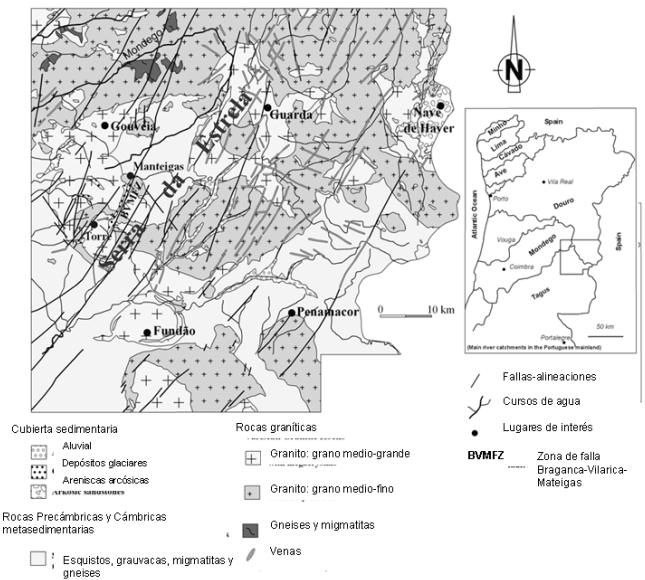 Mondego
Gouveia
Guarda
Nave
de Haver
Manteigas
BVMFZ
Torre
Serra da Estrela
Fundão
Penamacor
0 10 km
N
Spain
Minho
Lima
Cávado
Ave
Vila Real
Porto
Douro
Atlantic Ocean
Vouga
Mondego
Spain
Coimbra
Tagus
50 km
Portalegre
(Main river catchments in the Portuguese mainland)
Fallas-alineaciones
Cursos de agua
Lugares de interés
BVMFZ Zona de falla
Braganca-Vilarica-
Mateigas
Cubierta sedimentaria
Aluvial
Depósitos glaciares
Areniscas arcósicas
Rocas Precámbricas y Cámbricas
metasedimentarias
Esquistos, grauvacas, migmatitas y
gneises
Rocas graníticas
Granito: grano medio-grande
Granito: grano medio-fino
Gneises y migmatitas
Venas